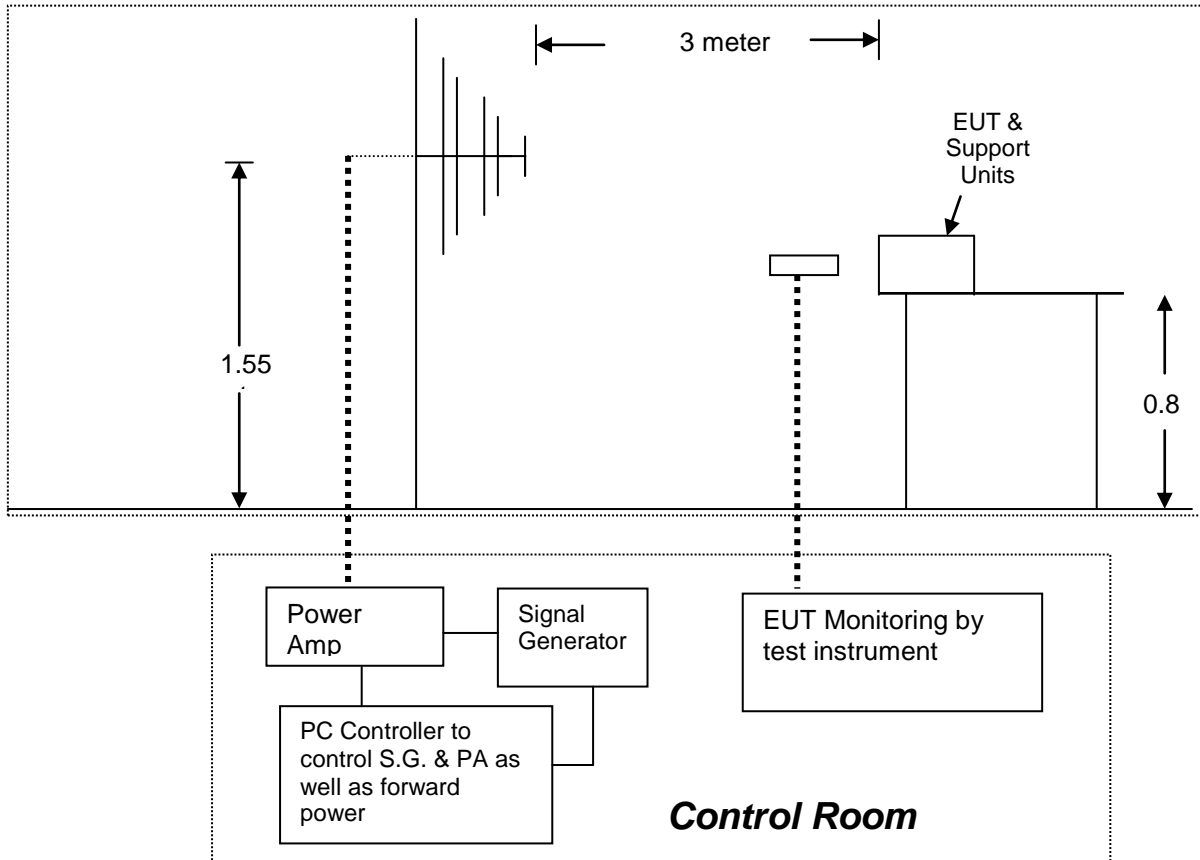 3 meter
EUT &
Support
Units
1.55
0.8
Power
Amp
Signal
Generator
EUT Monitoring by
test instrument
PC Controller to
control S.G. & PA as
well as forward
power
Control Room